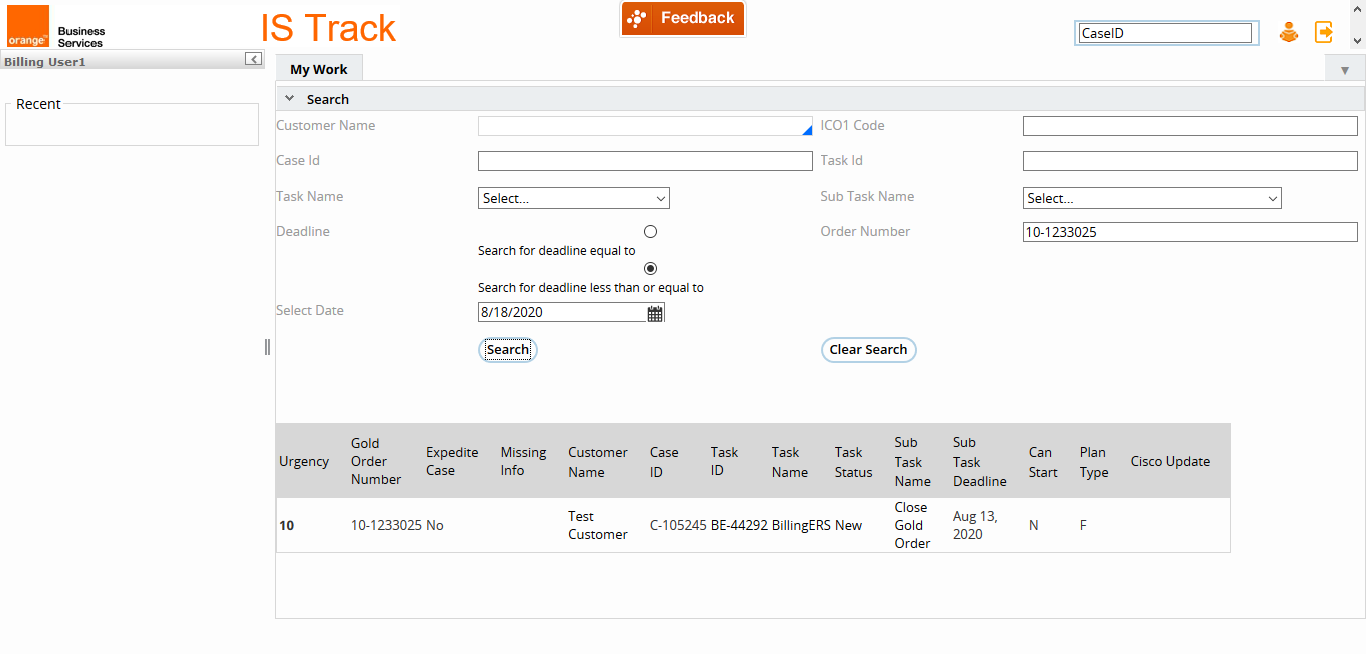 orange™
Business
Services
IS Track
Feedback
CaseID
Billing User1
My Work
Recent
Search
Customer Name
ICO1 Code
Case Id
Task Id
Task Name
Select...
Sub Task Name
Select...
Deadline
Order Number
10-1233025
Search for deadline equal to
Search for deadline less than or equal to
Select Date
8/18/2020
Search
Clear Search
Urgency
Gold
Order
Number
Expedite
Case
Missing
Info
Customer
Name
Case
ID
Task
ID
Task
Name
Task
Status
Sub
Task
Name
Sub
Task
Deadline
Can
Start
Plan
Type
Cisco Update
10
10-1233025
No
Test
Customer
C-105245
BE-44292
BillingERS
New
Close
Gold
Order
Aug 13,
2020
N
F